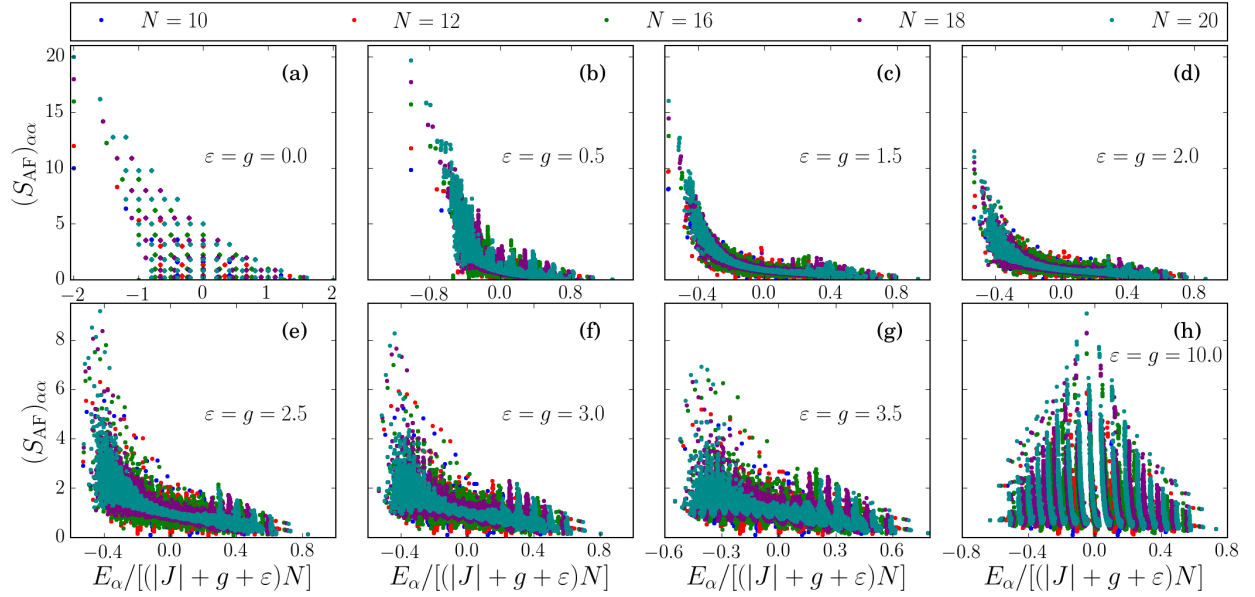 N = 10 N = 12 N = 16 N = 18 N = 20
(a) (b) (c) (d)
ε = g = 0.0 ε = g = 0.5 ε = g = 1.5 ε = g = 2.0
(S_AF)_αα
20
15
10
5
0
−2 −1 0 1 2 −0.8 0.0 0.8 −0.4 0.0 0.4 0.8 −0.4 0.0 0.4 0.8
(e) (f) (g) (h)
ε = g = 2.5 ε = g = 3.0 ε = g = 3.5 ε = g = 10.0
(S_AF)_αα
8
6
4
2
0
−0.4 0.0 0.4 0.8 −0.4 0.0 0.4 0.8 −0.6 −0.3 0.0 0.3 0.6 −0.8 −0.4 0.0 0.4 0.8
E_α/[(|J| + g + ε)N] E_α/[(|J| + g + ε)N] E_α/[(|J| + g + ε)N] E_α/[(|J| + g + ε)N]